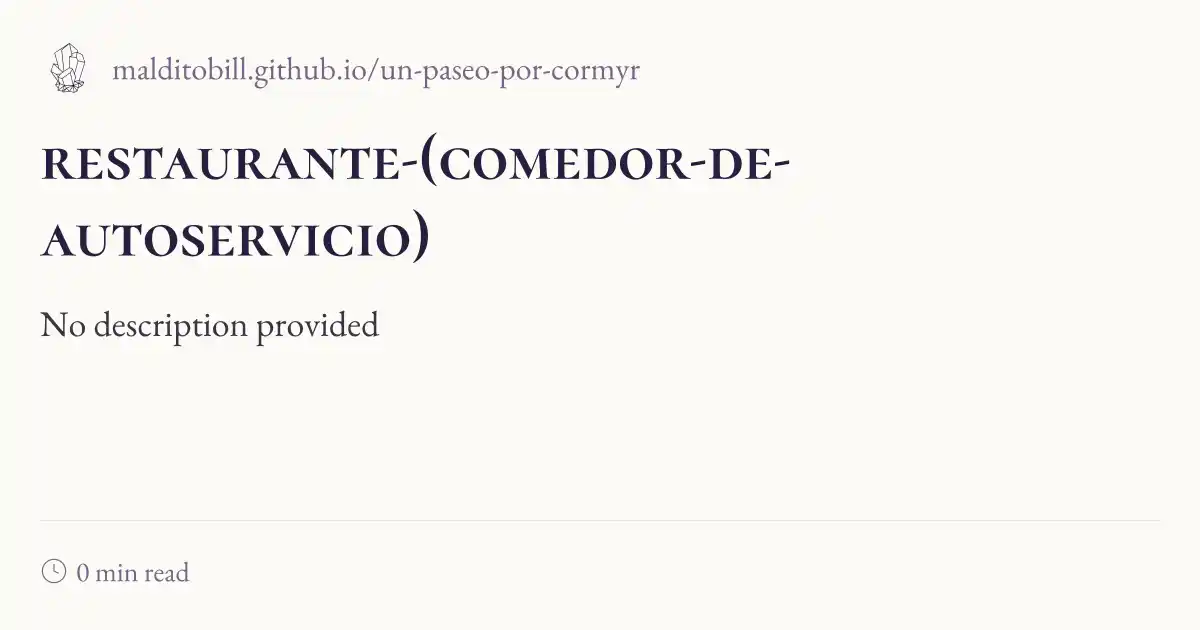 malditobill.github.io/un-paseo-por-cormyr
RESTAURANTE-(COMEDOR-DE-
AUTOSERVICIO)
No description provided
0 min read